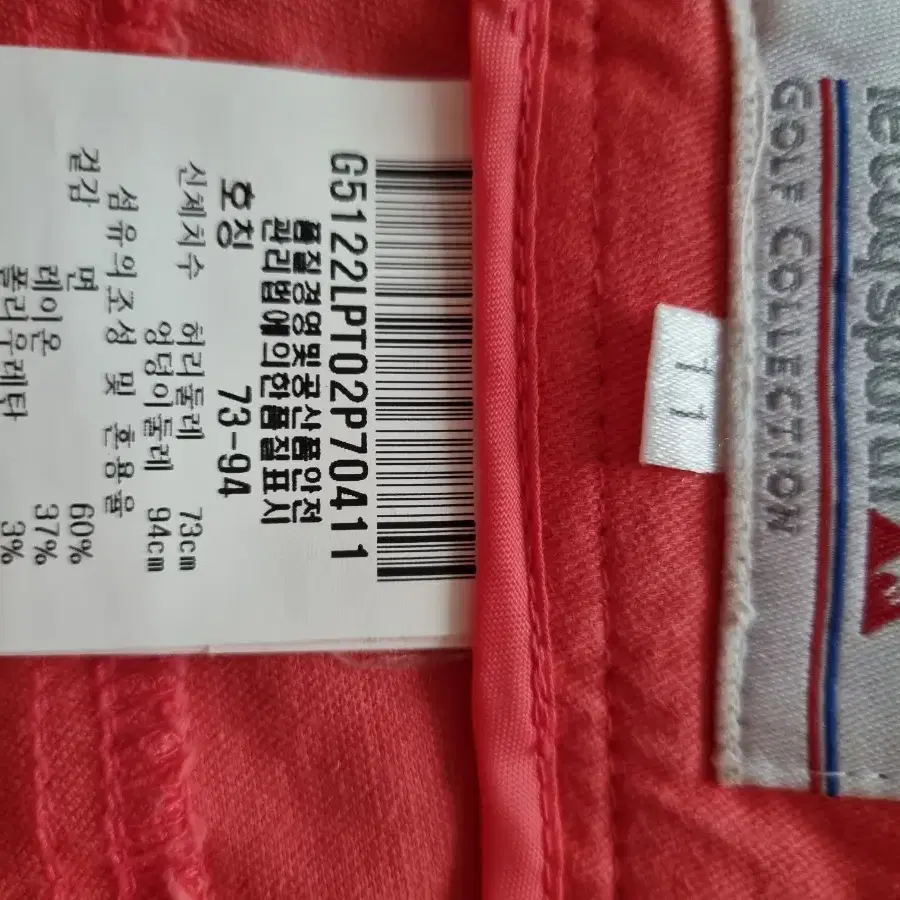 G5122LPT02P70411
품질경영및공산품안전
관리법에의한품질표시
호칭 73-94
신체치수 허리둘레 73cm
엉덩이둘레 94cm
섬유의조성 및 혼용율
겉감 면 60%
레이온 37%
폴리우레탄 3%
11
le coq sportif
GOLF COLLECTION